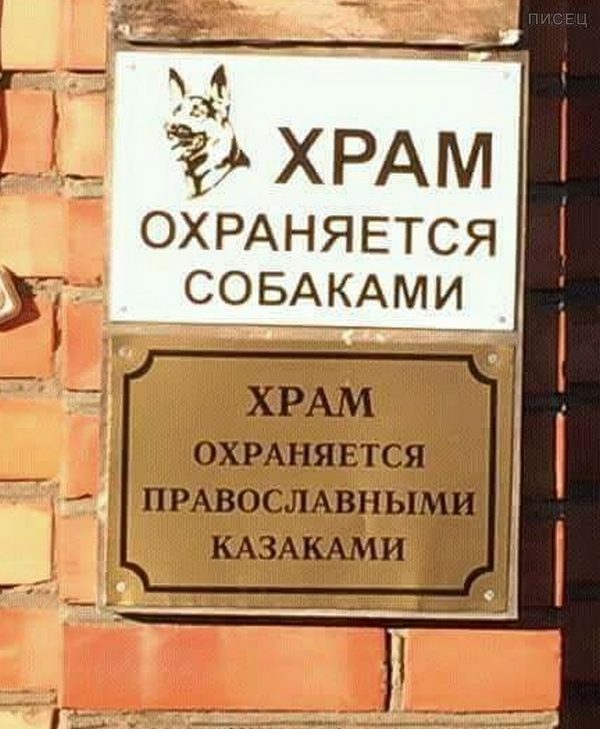 ПИСЕЦ
ХРАМ
ОХРАНЯЕТСЯ
СОБАКАМИ
ХРАМ
ОХРАНЯЕТСЯ
ПРАВОСЛАВНЫМИ
КАЗАКАМИ